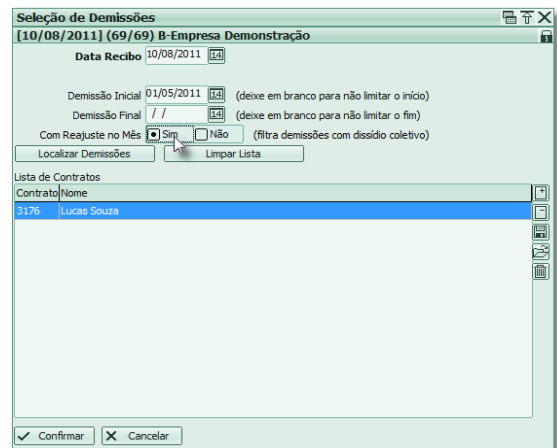 Seleção de Demissões
[10/08/2011] (69/69) B-Empresa Demonstração
Data Recibo 10/08/2011 14
Demissão Inicial 01/05/2011 14 (deixe em branco para não limitar o início)
Demissão Final / / 14 (deixe em branco para não limitar o fim)
Com Reajuste no Mês Sim Não (filtra demissões com dissídio coletivo)
Localizar Demissões Limpar Lista
Lista de Contratos
Contrato Nome
3176 Lucas Souza
Confirmar Cancelar